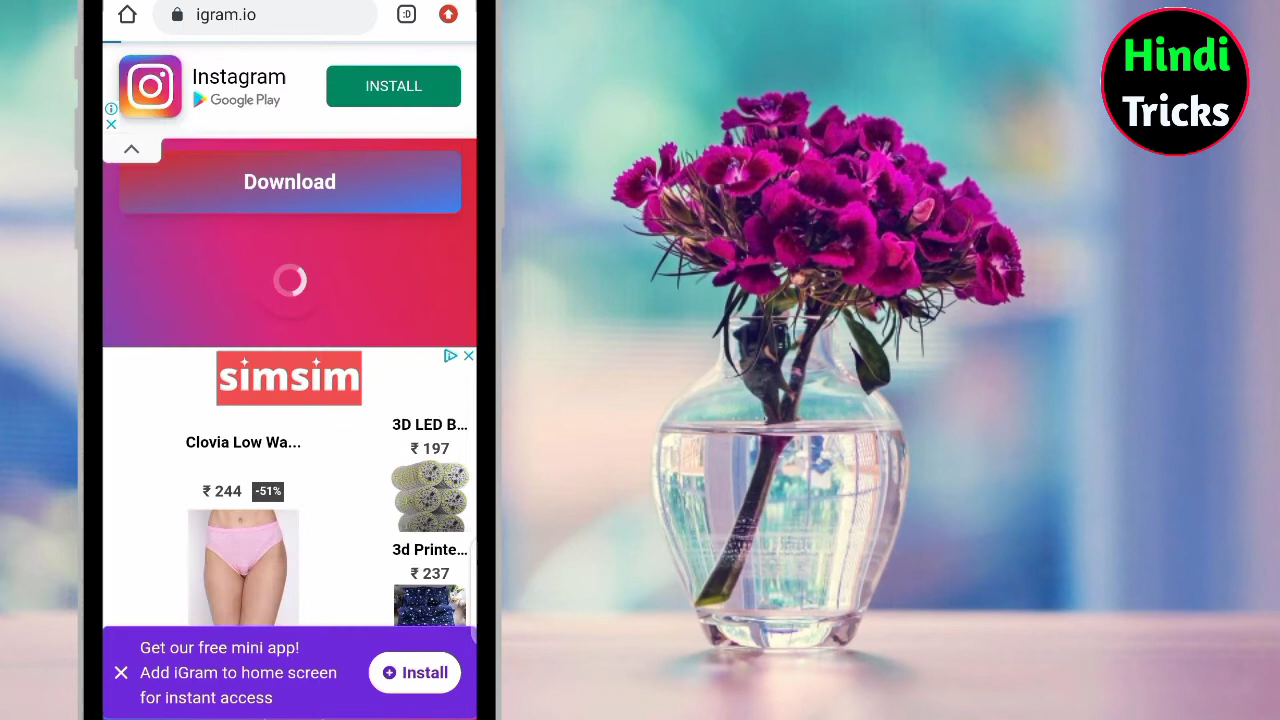 igram.io
:D
Instagram
Google Play
INSTALL
Download
simsim
Clovia Low Wa...
₹ 244 -51%
3D LED B...
₹ 197
3d Printe...
₹ 237
Get our free mini app!
Add iGram to home screen
for instant access
Install
Hindi
Tricks